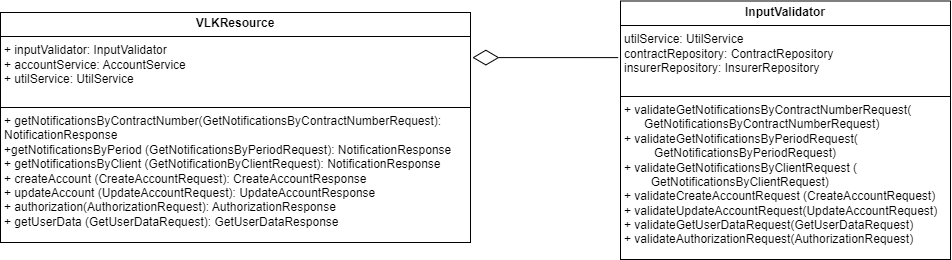 VLKResource
+ inputValidator: InputValidator
+ accountService: AccountService
+ utilService: UtilService
+ getNotificationsByContractNumber(GetNotificationsByContractNumberRequest):
NotificationResponse
+getNotificationsByPeriod (GetNotificationsByPeriodRequest): NotificationResponse
+ getNotificationsByClient (GetNotificationByClientRequest): NotificationResponse
+ createAccount (CreateAccountRequest): CreateAccountResponse
+ updateAccount (UpdateAccountRequest): UpdateAccountResponse
+ authorization(AuthorizationRequest): AuthorizationResponse
+ getUserData (GetUserDataRequest): GetUserDataResponse
InputValidator
utilService: UtilService
contractRepository: ContractRepository
insurerRepository: InsurerRepository
+ validateGetNotificationsByContractNumberRequest(
GetNotificationsByContractNumberRequest)
+ validateGetNotificationsByPeriodRequest(
GetNotificationsByPeriodRequest)
+ validateGetNotificationsByClientRequest (
GetNotificationsByClientRequest)
+ validateCreateAccountRequest (CreateAccountRequest)
+ validateUpdateAccountRequest(UpdateAccountRequest)
+ validateGetUserDataRequest(GetUserDataRequest)
+ validateAuthorizationRequest(AuthorizationRequest)